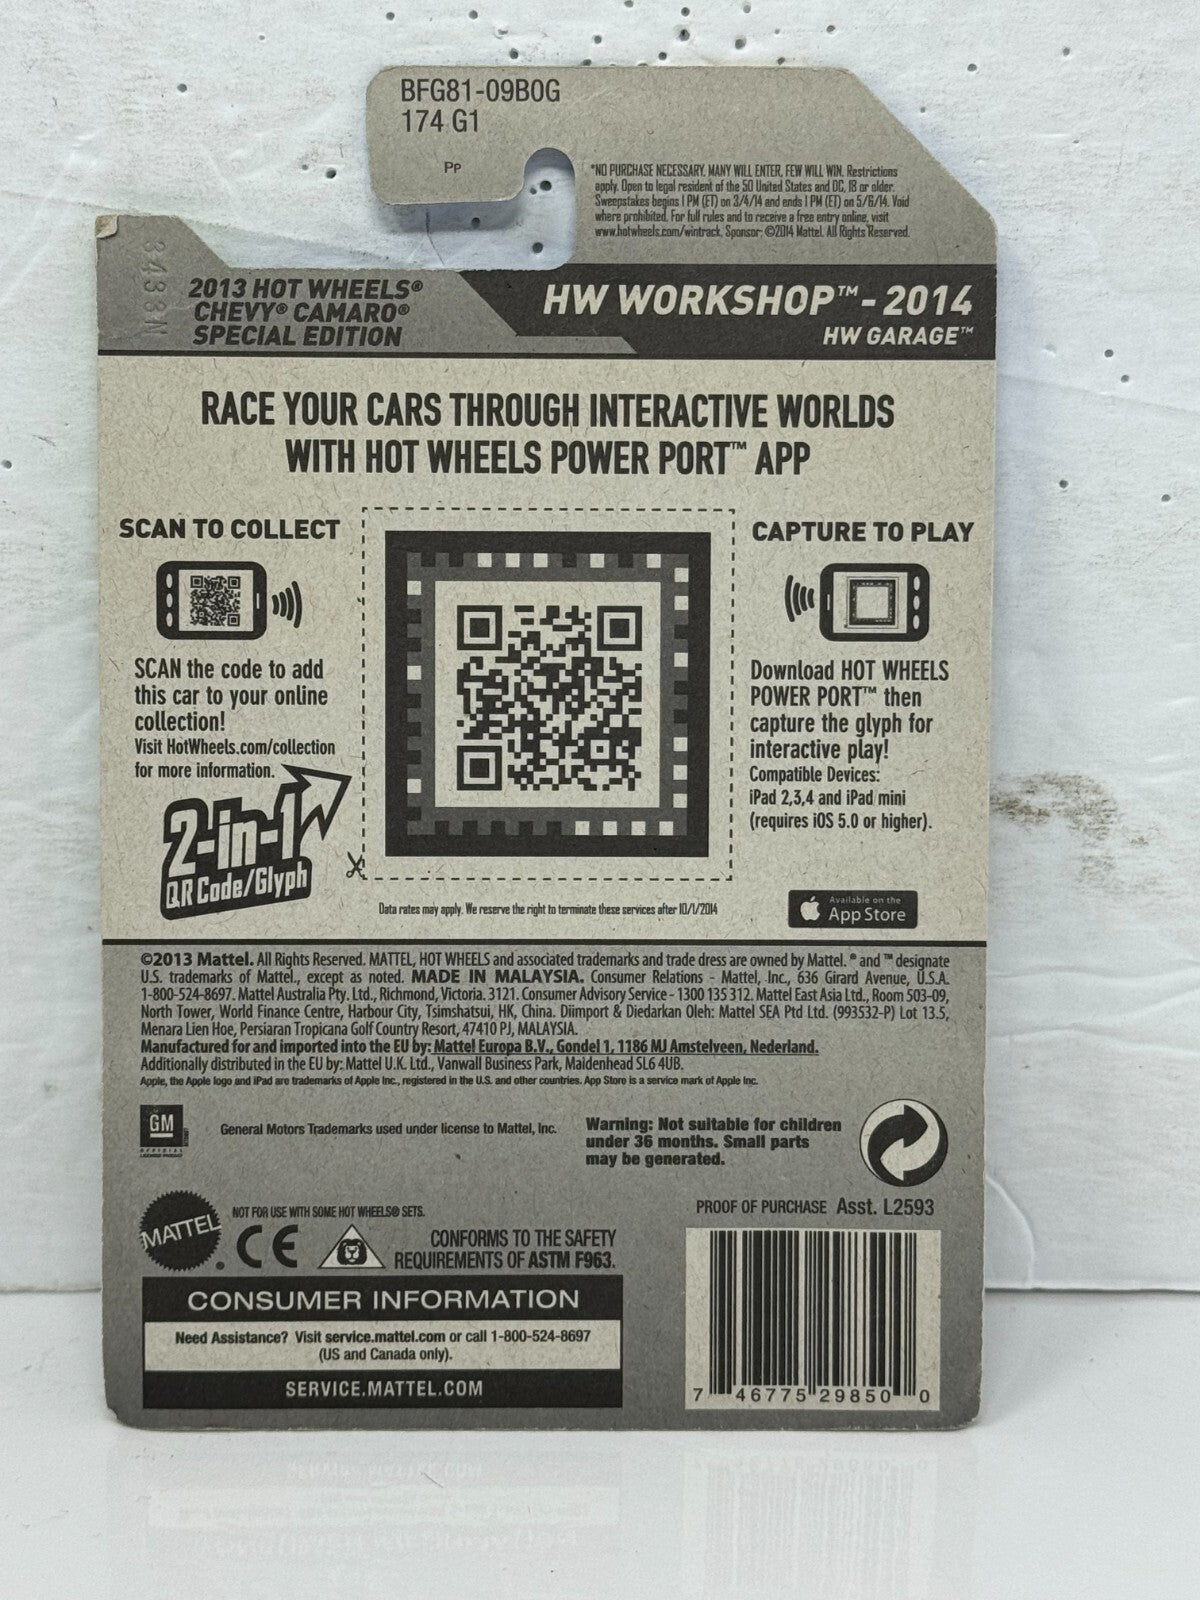 BFG81-09B0G
174 G1
Pp
*NO PURCHASE NECESSARY. MANY WILL ENTER, FEW WILL WIN. Restrictions
apply. Open to legal resident of the 50 United States and DC, 18 or older.
Sweepstakes begins 1 PM (ET) on 3/4/14 and ends 1 PM (ET) on 5/6/14. Void
where prohibited. For full rules and to receive a free entry online, visit
www.hotwheels.com/wintrack. Sponsor: ©2014 Mattel. All Rights Reserved.
34333N
2013 HOT WHEELS®
CHEVY® CAMARO®
SPECIAL EDITION
HW WORKSHOP™ - 2014
HW GARAGE™
RACE YOUR CARS THROUGH INTERACTIVE WORLDS
WITH HOT WHEELS POWER PORT™ APP
SCAN TO COLLECT
SCAN the code to add
this car to your online
collection!
Visit HotWheels.com/collection
for more information.
2-in-1
QR Code/Glyph
CAPTURE TO PLAY
Download HOT WHEELS
POWER PORT™ then
capture the glyph for
interactive play!
Compatible Devices:
iPad 2,3,4 and iPad mini
(requires iOS 5.0 or higher).
Available on the
App Store
Data rates may apply. We reserve the right to terminate these services after 10/1/2014
©2013 Mattel. All Rights Reserved. MATTEL, HOT WHEELS and associated trademarks and trade dress are owned by Mattel. ® and ™ designate
U.S. trademarks of Mattel., except as noted. MADE IN MALAYSIA. Consumer Relations - Mattel, Inc., 636 Girard Avenue, U.S.A.
1-800-524-8697. Mattel Australia Pty. Ltd., Richmond, Victoria. 3121. Consumer Advisory Service - 1300 135 312. Mattel East Asia Ltd., Room 503-09,
North Tower, World Finance Centre, Harbour City, Tsimshatsui, HK, China. Diimport & Diedarkan Oleh: Mattel SEA Ptd Ltd. (993532-P) Lot 13.5,
Menara Lien Hoe, Persiaran Tropicana Golf Country Resort, 47410 PJ, MALAYSIA.
Manufactured for and imported into the EU by: Mattel Europa B.V., Gondel 1, 1186 MJ Amstelveen, Nederland.
Additionally distributed in the EU by: Mattel U.K. Ltd., Vanwall Business Park, Maidenhead SL6 4UB.
Apple, the Apple logo and iPad are trademarks of Apple Inc., registered in the U.S. and other countries. App Store is a service mark of Apple Inc.
GM
OFFICIAL
LICENSED PRODUCT
General Motors Trademarks used under license to Mattel, Inc.
Warning: Not suitable for children
under 36 months. Small parts
may be generated.
MATTEL
NOT FOR USE WITH SOME HOT WHEELS® SETS.
CE
CONFORMS TO THE SAFETY
REQUIREMENTS OF ASTM F963.
CONSUMER INFORMATION
Need Assistance? Visit service.mattel.com or call 1-800-524-8697
(US and Canada only).
SERVICE.MATTEL.COM
PROOF OF PURCHASE Asst. L2593
7 46775 29850 0